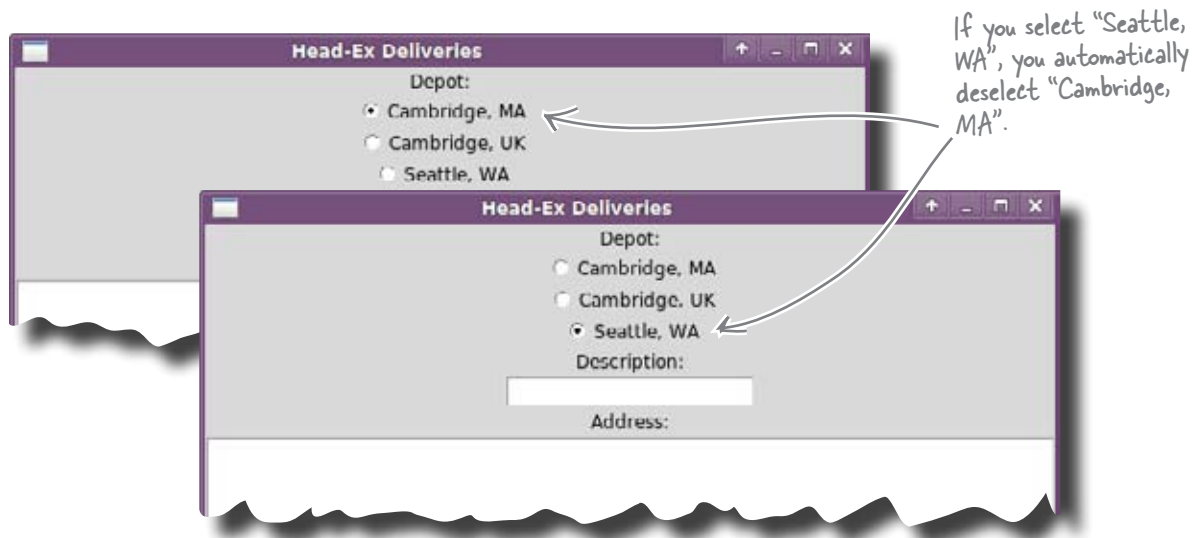 If you select "Seattle,
WA", you automatically
deselect "Cambridge,
MA".
Head-Ex Deliveries
Depot:
Cambridge, MA
Cambridge, UK
Seattle, WA
Head-Ex Deliveries
Depot:
Cambridge, MA
Cambridge, UK
Seattle, WA
Description:
Address: